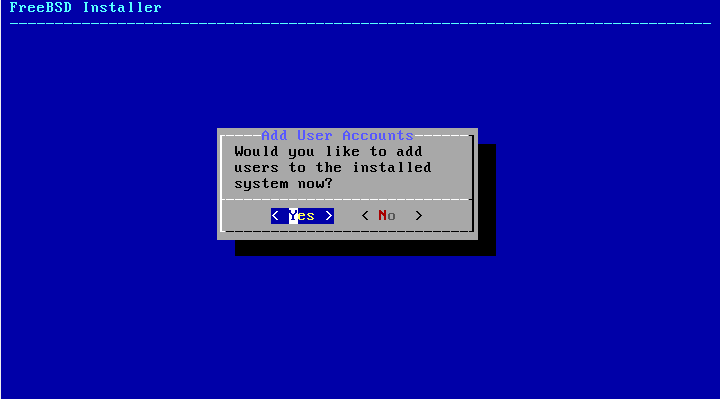 FreeBSD Installer
Add User Accounts
Would you like to add
users to the installed
system now?
< Yes > < No >